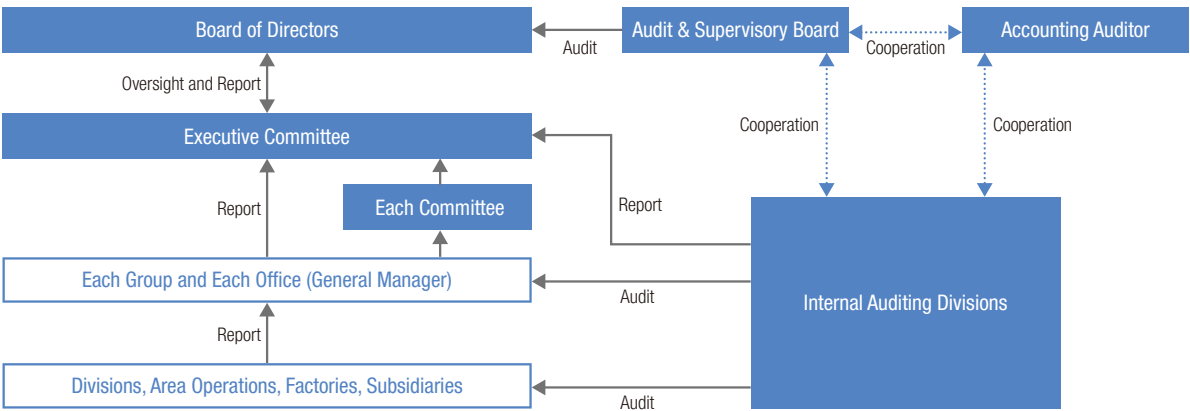 Board of Directors
Audit
Audit & Supervisory Board
Cooperation
Accounting Auditor
Oversight and Report
Cooperation
Cooperation
Executive Committee
Report
Each Committee
Report
Each Group and Each Office (General Manager)
Audit
Internal Auditing Divisions
Report
Divisions, Area Operations, Factories, Subsidiaries
Audit